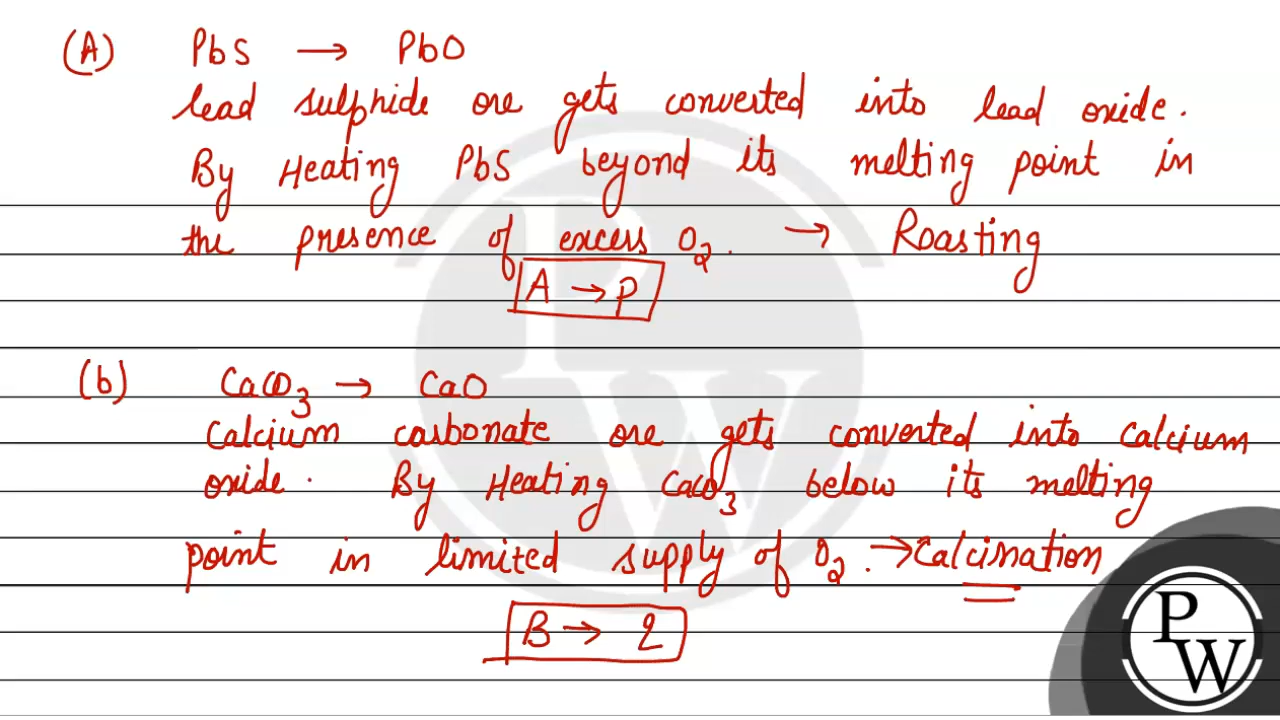 (A) PbS → PbO
lead sulphide ore gets converted into lead oxide.
By Heating PbS beyond its melting point in
the presence of excess O₂. → Roasting
A → P
(b) CaCO₃ → CaO
Calcium carbonate ore gets converted into Calcium
oxide. By Heating CaCO₃ below its melting
point in limited supply of O₂. → Calcination
B → q
PW
PW